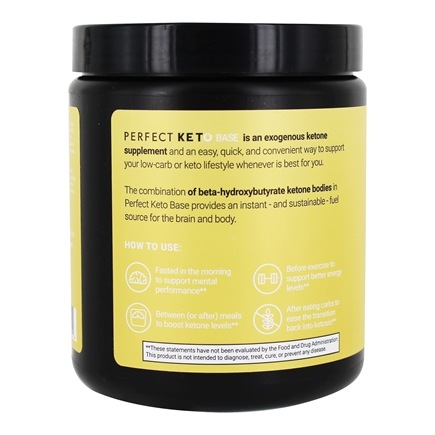 PERFECT KETO BASE is an exogenous ketone
supplement and an easy, quick, and convenient way to support
your low-carb or keto lifestyle whenever is best for you.
The combination of beta-hydroxybutyrate ketone bodies in
Perfect Keto Base provides an instant - and sustainable - fuel
source for the brain and body.
HOW TO USE:
Fasted in the morning
to support mental
performance**
Before exercise to
support better energy
levels**
Between (or after) meals
to boost ketone levels**
After eating carbs to
ease the transition
back into ketosis**
**These statements have not been evaluated by the Food and Drug Administration.
This product is not intended to diagnose, treat, cure, or prevent any disease.